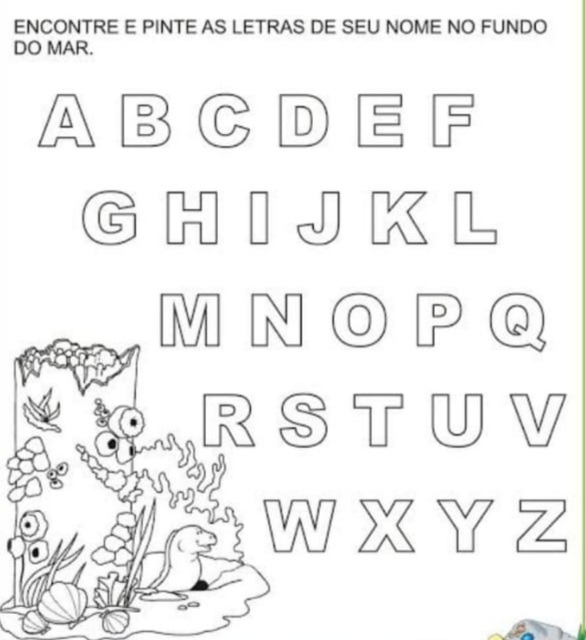 ENCONTRE E PINTE AS LETRAS DE SEU NOME NO FUNDO
DO MAR.
A B C D E F
G H I J K L
M N O P Q
R S T U V
W X Y Z